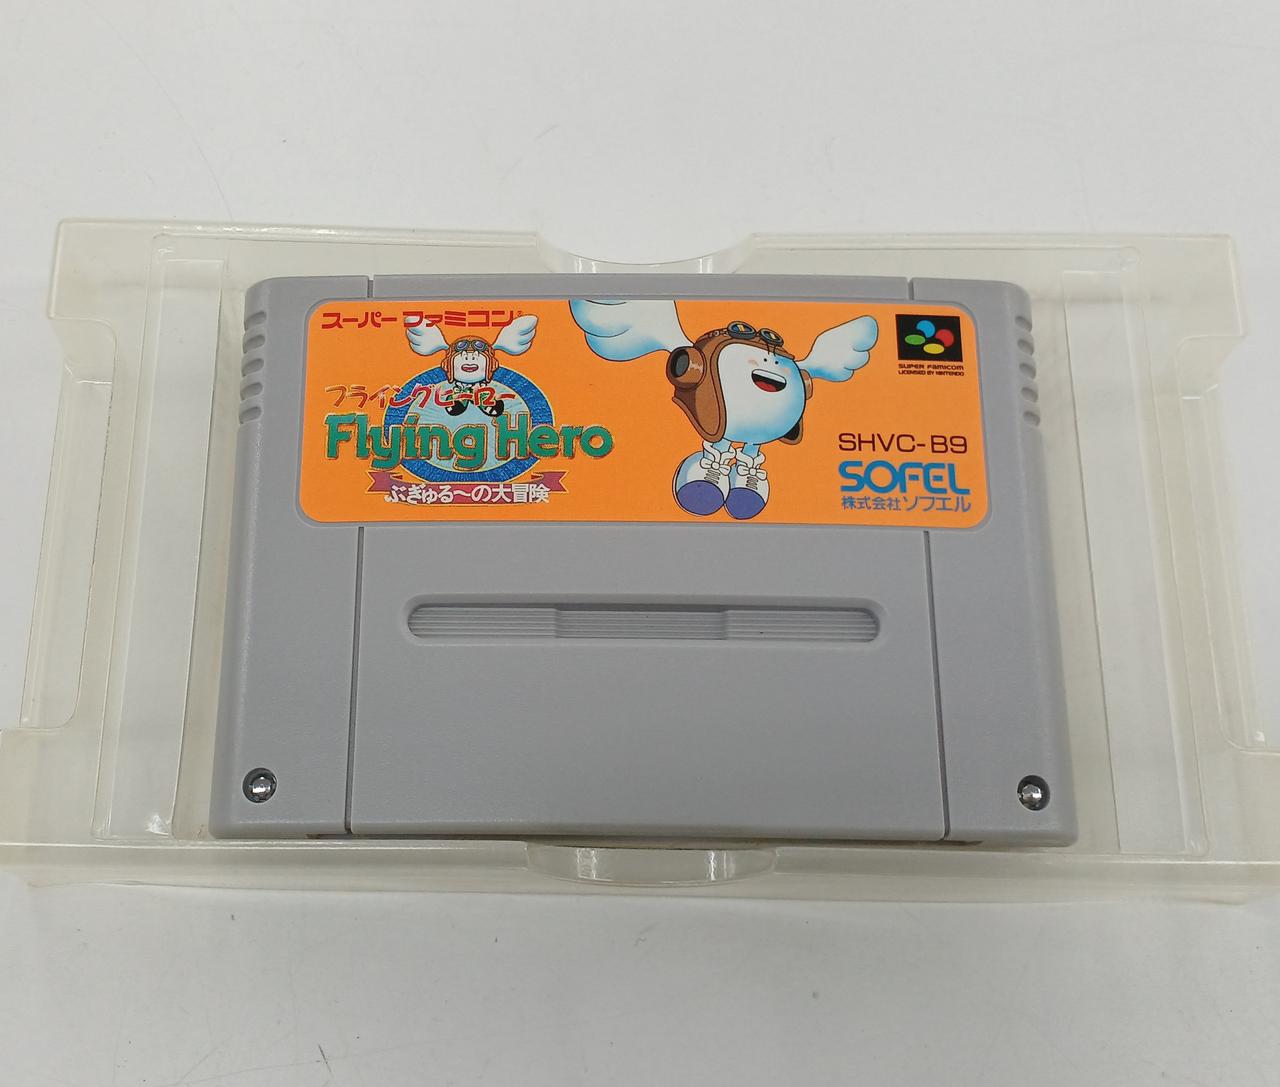 スーパーファミコン®
フライングヒーロー
Flying Hero
ぶぎゅる〜の大冒険
SUPER FAMICOM
LICENSED BY NINTENDO
SHVC-B9
SOFEL
株式会社ソフエル